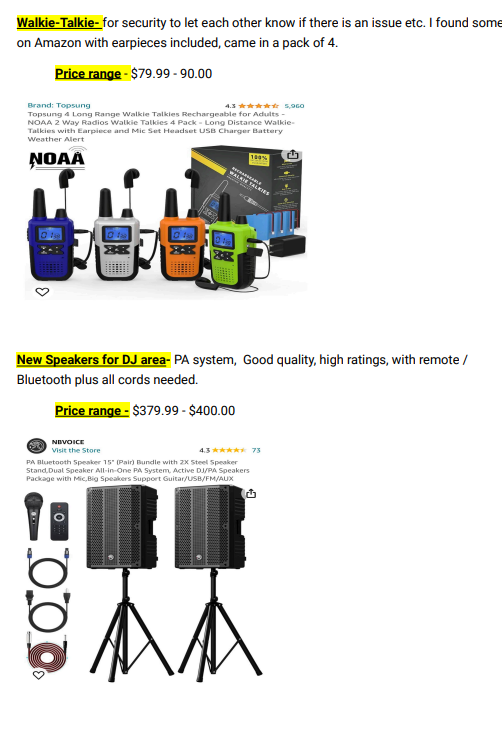 Walkie-Talkie- for security to let each other know if there is an issue etc. I found some
on Amazon with earpieces included, came in a pack of 4.
Price range - $79.99 - 90.00
Brand: Topsung
4.3 5,960
Topsung 4 Long Range Walkie Talkies Rechargeable for Adults -
NOAA 2 Way Radios Walkie Talkies 4 Pack - Long Distance Walkie-
Talkies with Earpiece and Mic Set Headset USB Charger Battery
Weather Alert
NOAA
100%
RECHARGEABLE
WALKIE TALKIES
New Speakers for DJ area- PA system, Good quality, high ratings, with remote /
Bluetooth plus all cords needed.
Price range - $379.99 - $400.00
NBVOICE
Visit the Store
4.3 73
PA Bluetooth Speaker 15" (Pair) Bundle with 2X Steel Speaker
Stand,Dual Speaker All-in-One PA System, Active DJ/PA Speakers
Package with Mic,Big Speakers Support Guitar/USB/FM/AUX